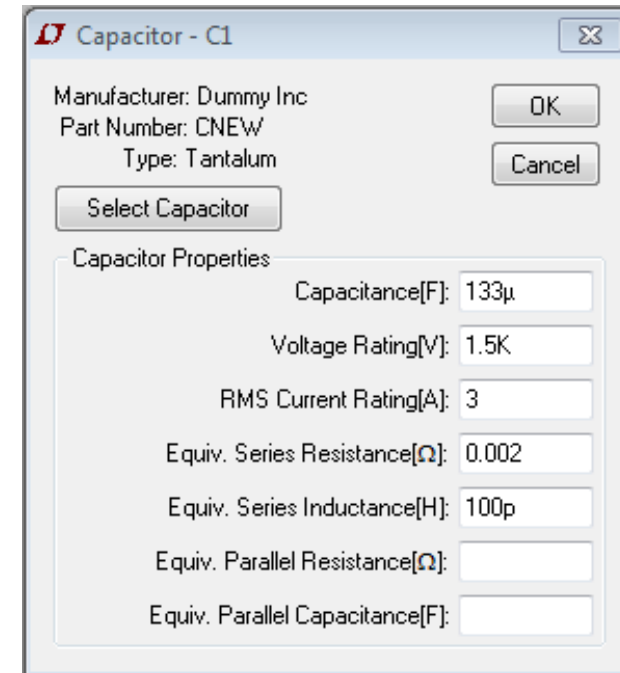 Capacitor - C1
Manufacturer: Dummy Inc
Part Number: CNEW
Type: Tantalum
OK
Cancel
Select Capacitor
Capacitor Properties
Capacitance[F]: 133µ
Voltage Rating[V]: 1.5K
RMS Current Rating[A]: 3
Equiv. Series Resistance[Ω]: 0.002
Equiv. Series Inductance[H]: 100p
Equiv. Parallel Resistance[Ω]:
Equiv. Parallel Capacitance[F]: